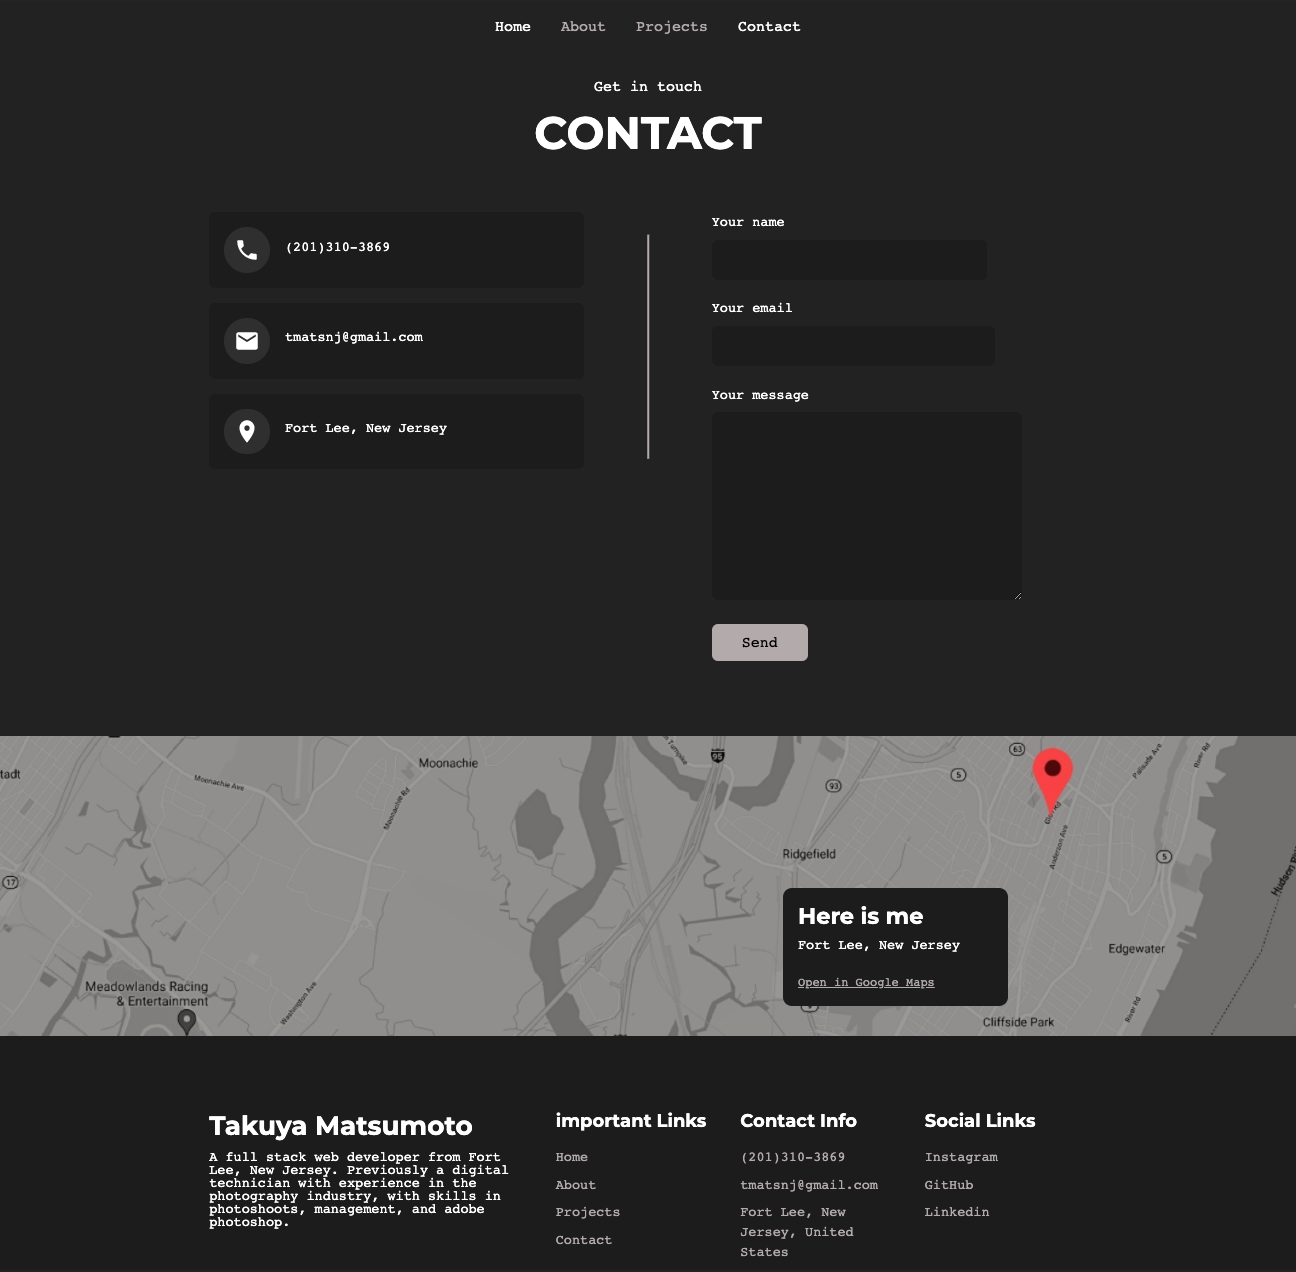 Home About Projects Contact
Get in touch
CONTACT
(201)310-3869
tmatsnj@gmail.com
Fort Lee, New Jersey
Your name
Your email
Your message
Send
tadt
Moonachie Ave
Moonachie
Moonachie Rd
Turnpike
95
93
5
63
Palisade Ave
River Rd
17
Ridgefield
Anderson Ave
5
Hudson
Here is me
Fort Lee, New Jersey
Open in Google Maps
Edgewater
Meadowlands Racing
& Entertainment
Washington Ave
Cliffside Park
River Rd
Takuya Matsumoto
A full stack web developer from Fort
Lee, New Jersey. Previously a digital
technician with experience in the
photography industry, with skills in
photoshoots, management, and adobe
photoshop.
important Links
Home
About
Projects
Contact
Contact Info
(201)310-3869
tmatsnj@gmail.com
Fort Lee, New
Jersey, United
States
Social Links
Instagram
GitHub
Linkedin